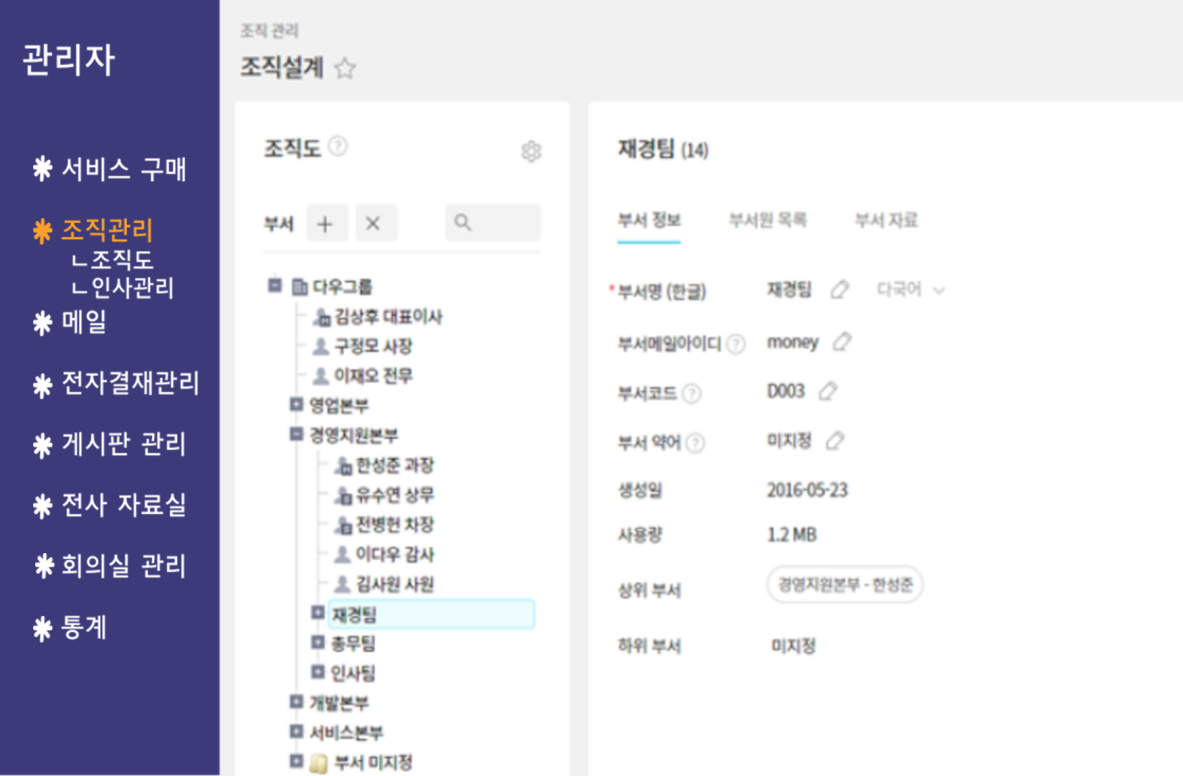 관리자
서비스 구매
조직관리
ㄴ조직도
ㄴ인사관리
메일
전자결재관리
게시판 관리
전사 자료실
회의실 관리
통계
조직 관리
조직설계
조직도
부서
다우그룹
김상후 대표이사
구정모 사장
이재오 전무
영업본부
경영지원본부
한성준 과장
유수연 상무
전병헌 차장
이다우 감사
김사원 사원
재경팀
총무팀
인사팀
개발본부
서비스본부
부서 미지정
재경팀 (14)
부서 정보 부서원 목록 부서 자료
* 부서명 (한글) 재경팀 다국어
부서메일아이디 ? money
부서코드 ? D003
부서 약어 ? 미지정
생성일 2016-05-23
사용량 1.2 MB
상위 부서 경영지원본부 - 한성준
하위 부서 미지정